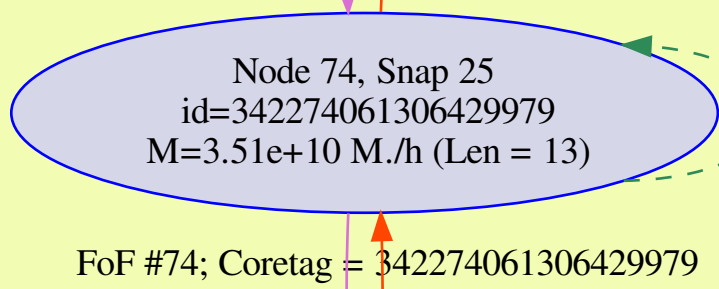 Node 74, Snap 25
id=342274061306429979
M=3.51e+10 M./h (Len = 13)
FoF #74; Coretag = 342274061306429979